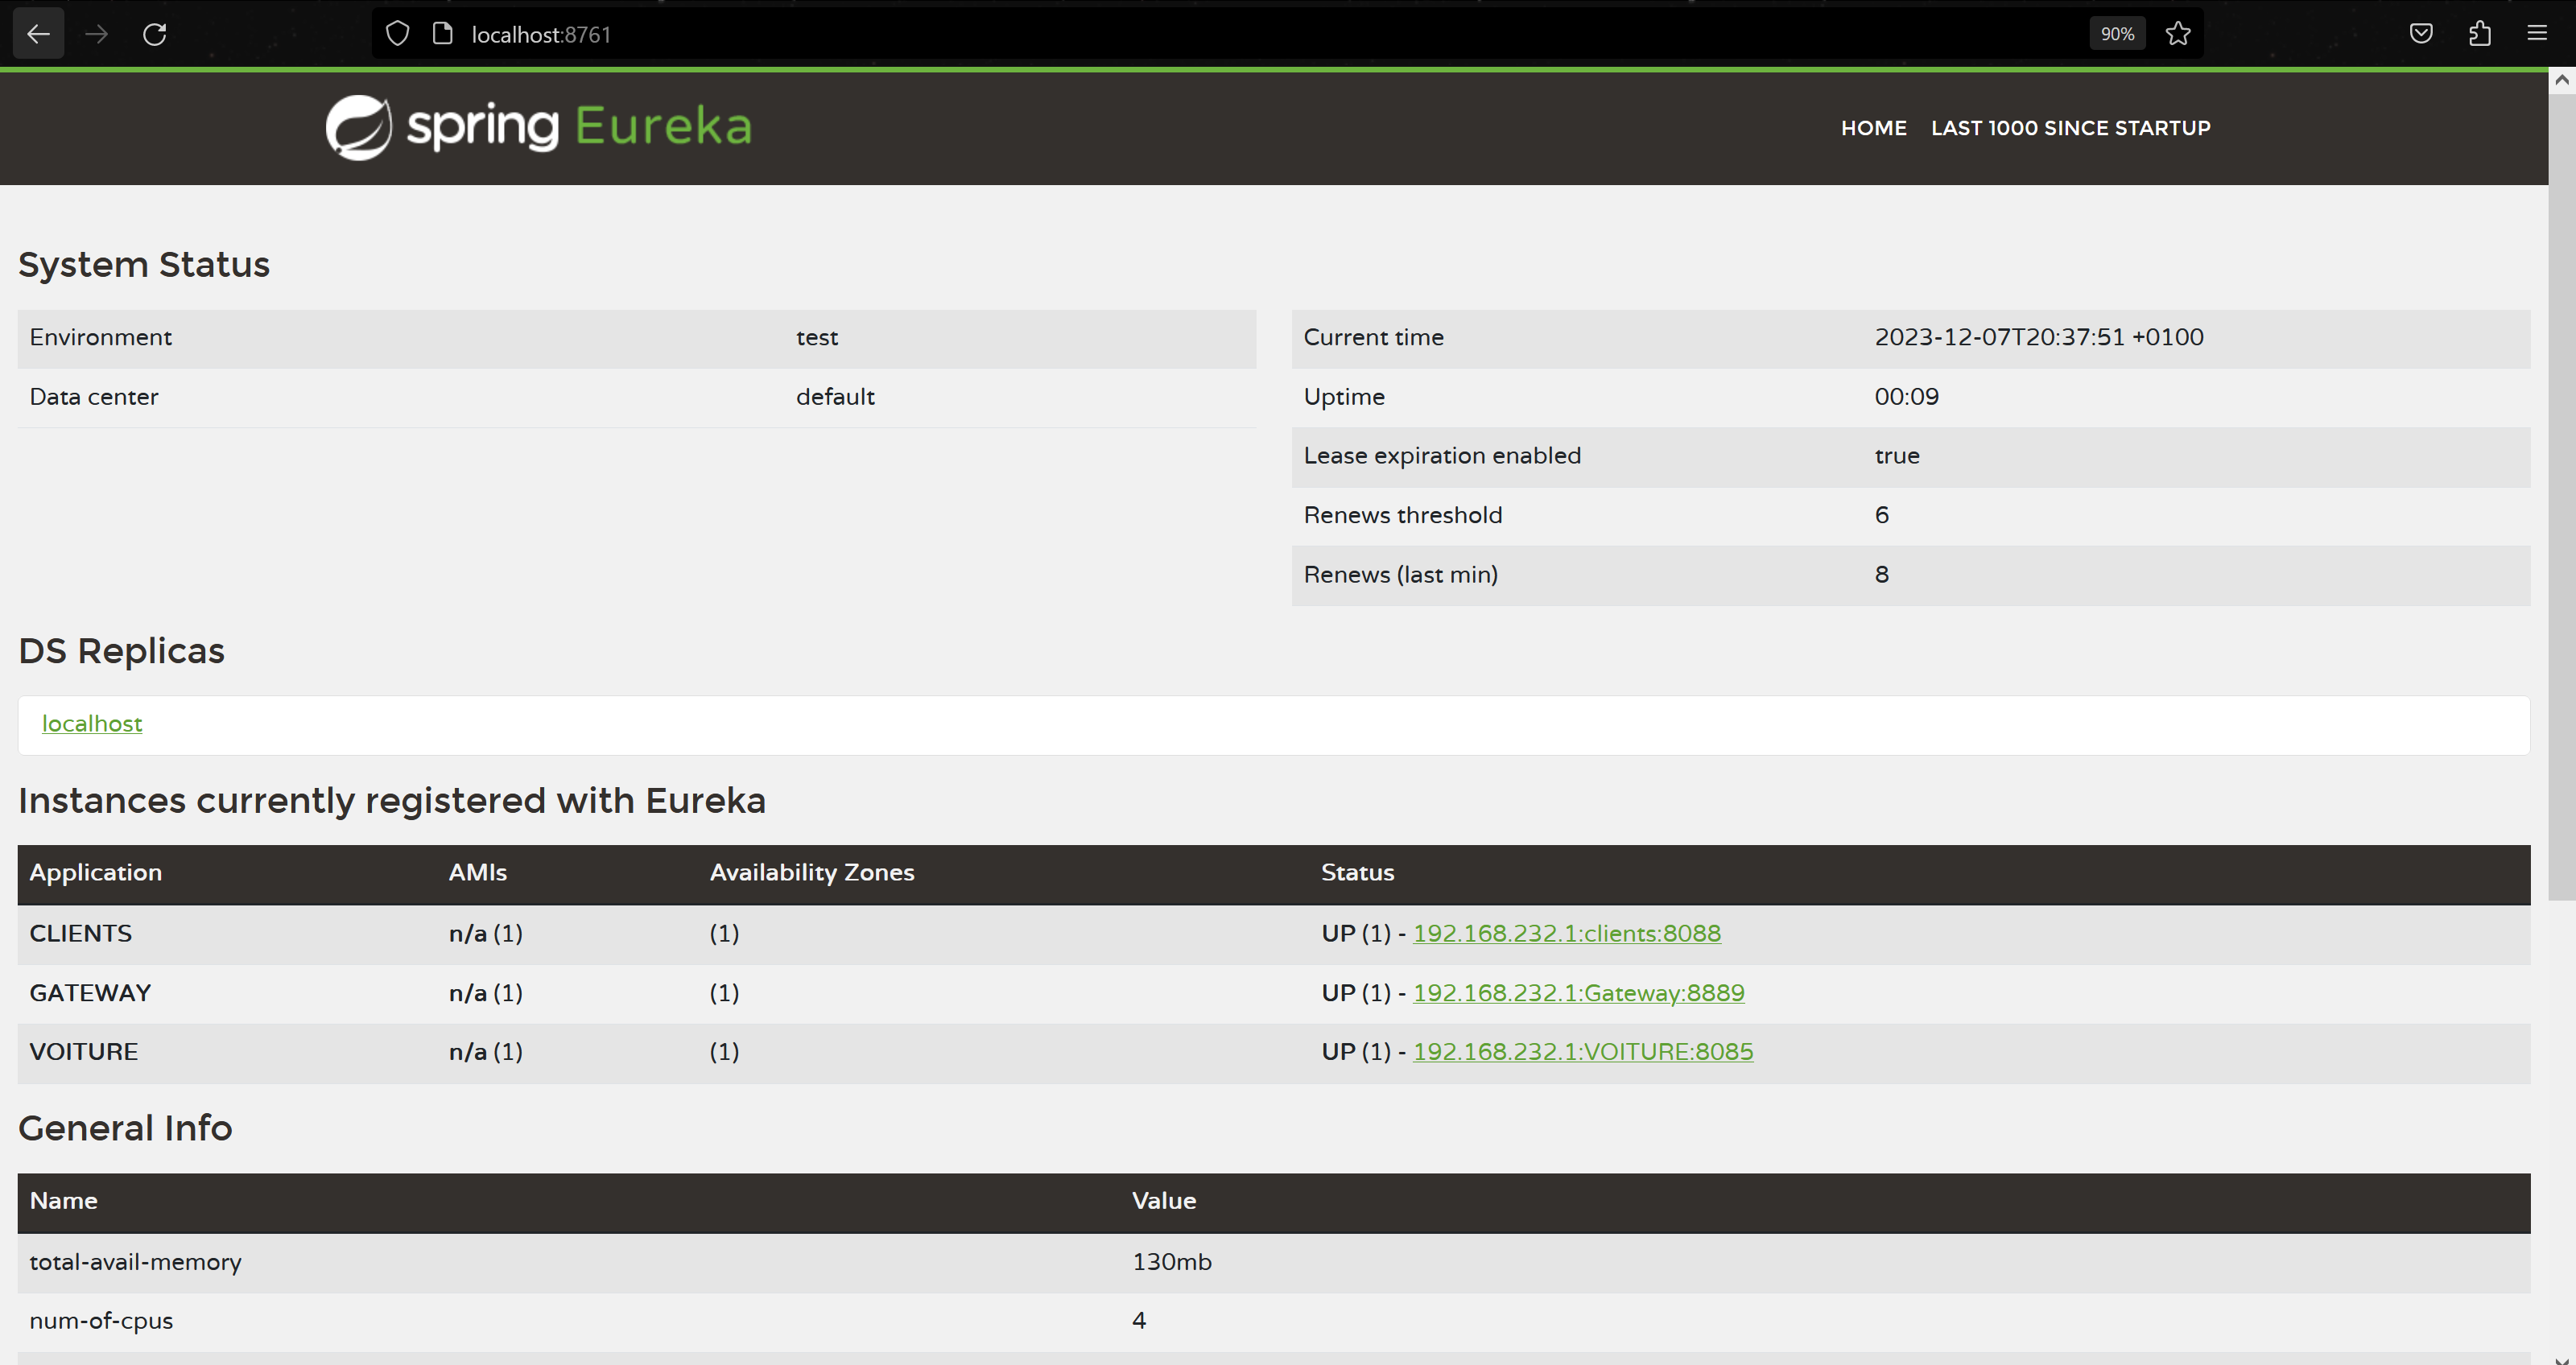 localhost:8761
90%
spring Eureka
HOME LAST 1000 SINCE STARTUP
System Status
Environment test
Data center default
Current time 2023-12-07T20:37:51 +0100
Uptime 00:09
Lease expiration enabled true
Renews threshold 6
Renews (last min) 8
DS Replicas
localhost
Instances currently registered with Eureka
Application AMIs Availability Zones Status
CLIENTS n/a (1) (1) UP (1) - 192.168.232.1:clients:8088
GATEWAY n/a (1) (1) UP (1) - 192.168.232.1:Gateway:8889
VOITURE n/a (1) (1) UP (1) - 192.168.232.1:VOITURE:8085
General Info
Name Value
total-avail-memory 130mb
num-of-cpus 4